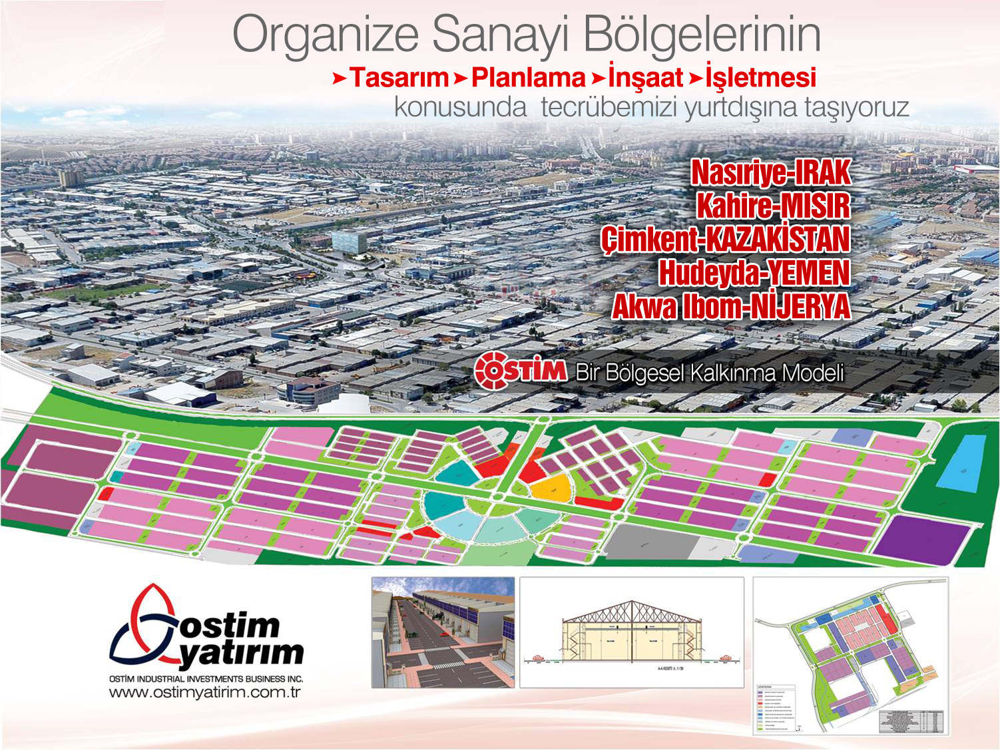 Organize Sanayi Bölgelerinin
➤Tasarım➤Planlama➤İnşaat➤İşletmesi
konusunda tecrübemizi yurtdışına taşıyoruz
Nasıriye-IRAK
Kahire-MISIR
Çimkent-KAZAKİSTAN
Hudeyda-YEMEN
Akwa Ibom-NİJERYA
OSTİM Bir Bölgesel Kalkınma Modeli
ostim
yatırım
OSTİM INDUSTRIAL INVESTMENTS BUSINESS INC.
www.ostimyatirim.com.tr
A-A KESİTİ